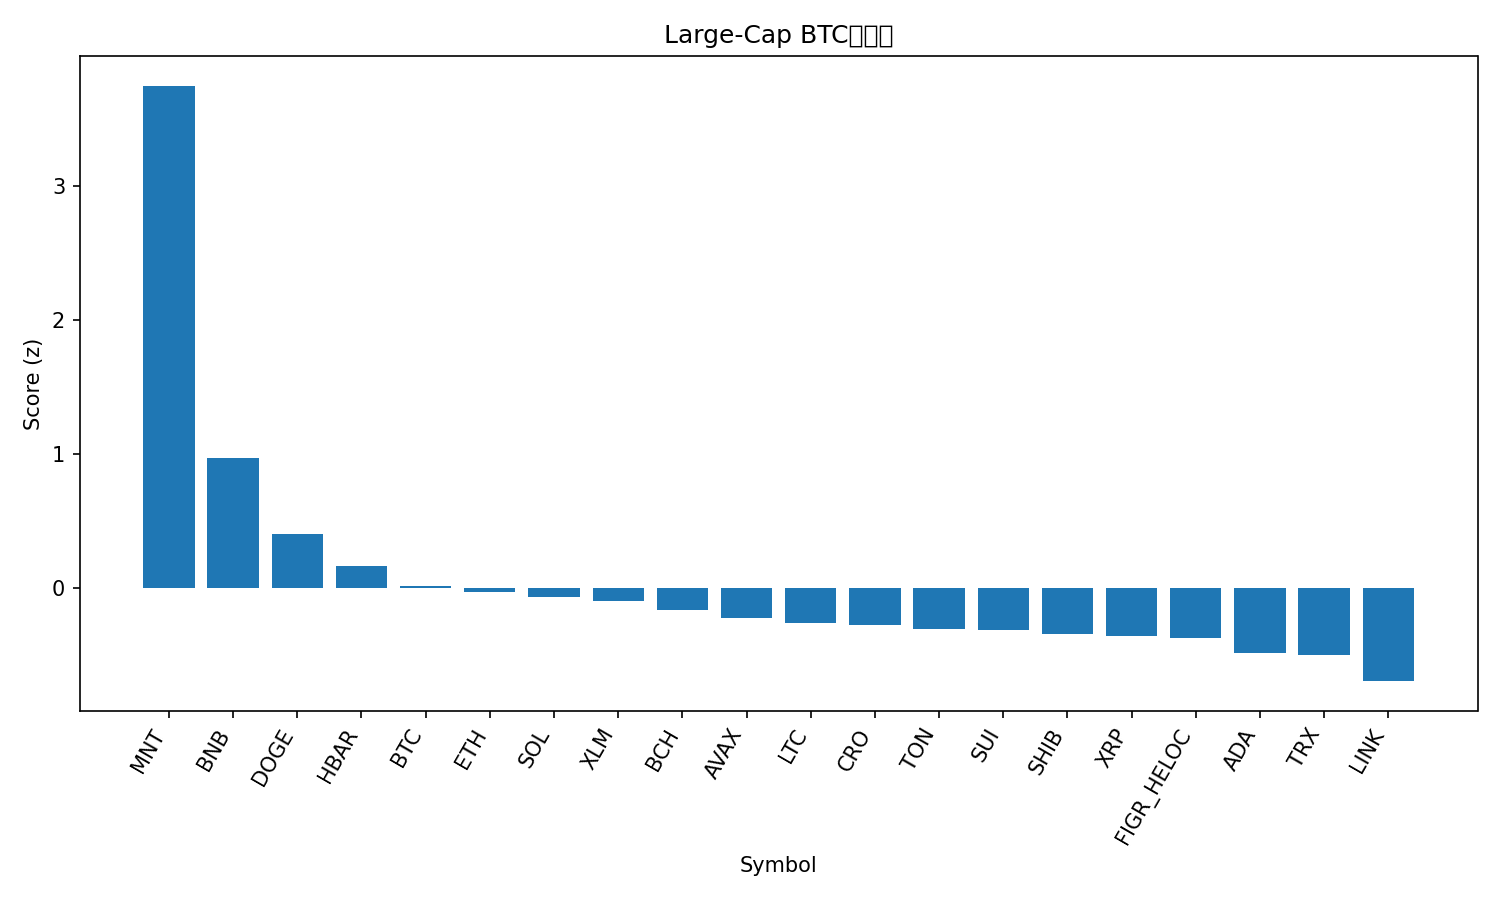 Large-Cap BTC
Score (z)
3
2
1
0
MNT
BNB
DOGE
HBAR
BTC
ETH
SOL
XLM
BCH
AVAX
LTC
CRO
TON
SUI
SHIB
XRP
FIGR_HELOC
ADA
TRX
LINK
Symbol